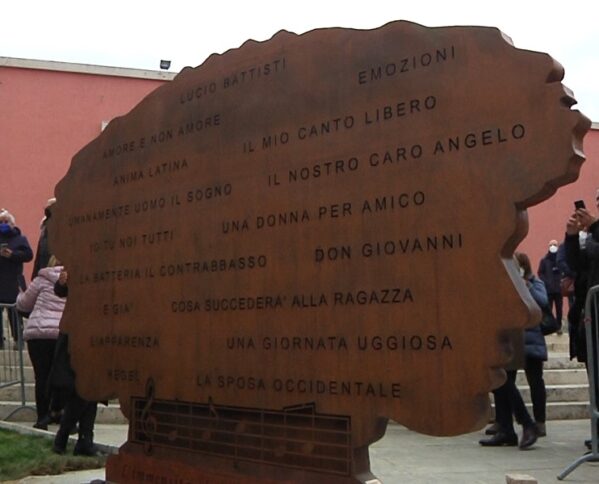 LUCIO BATTISTI
EMOZIONI
AMORE E NON AMORE
IL MIO CANTO LIBERO
ANIMA LATINA
IL NOSTRO CARO ANGELO
UMANAMENTE UOMO IL SOGNO
UNA DONNA PER AMICO
IO TU NOI TUTTI
DON GIOVANNI
LA BATTERIA IL CONTRABBASSO
E GIA'
COSA SUCCEDERA' ALLA RAGAZZA
L'APPARENZA
UNA GIORNATA UGGIOSA
HEGEL
LA SPOSA OCCIDENTALE